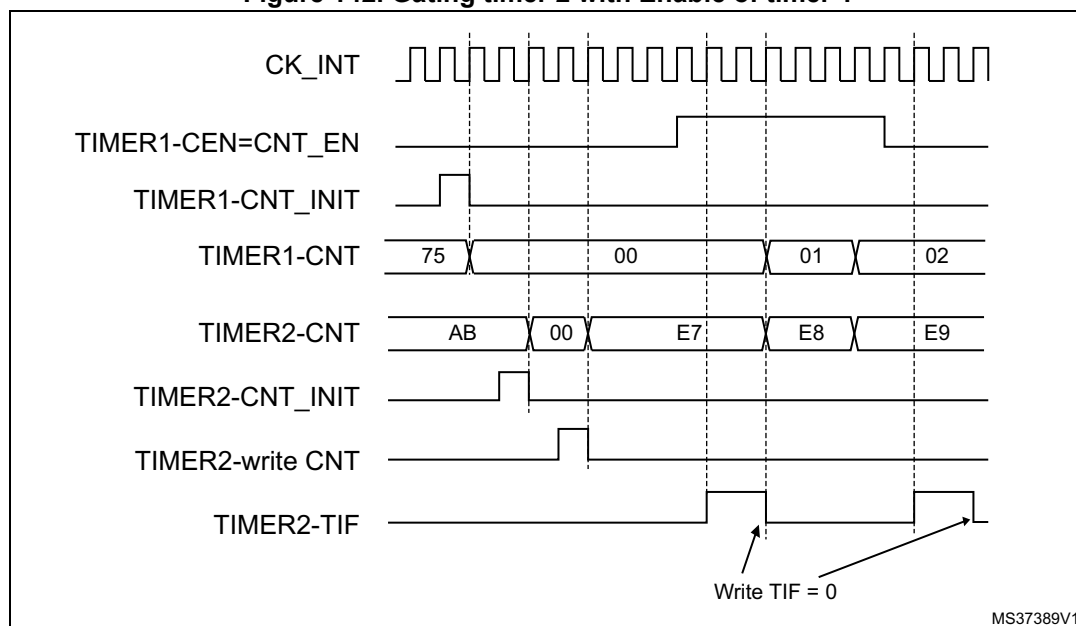 Figure 142. Gating timer 2 with Enable of timer 1
CK_INT
TIMER1-CEN=CNT_EN
TIMER1-CNT_INIT
TIMER1-CNT 75 00 01 02
TIMER2-CNT AB 00 E7 E8 E9
TIMER2-CNT_INIT
TIMER2-write CNT
TIMER2-TIF
Write TIF = 0
MS37389V1